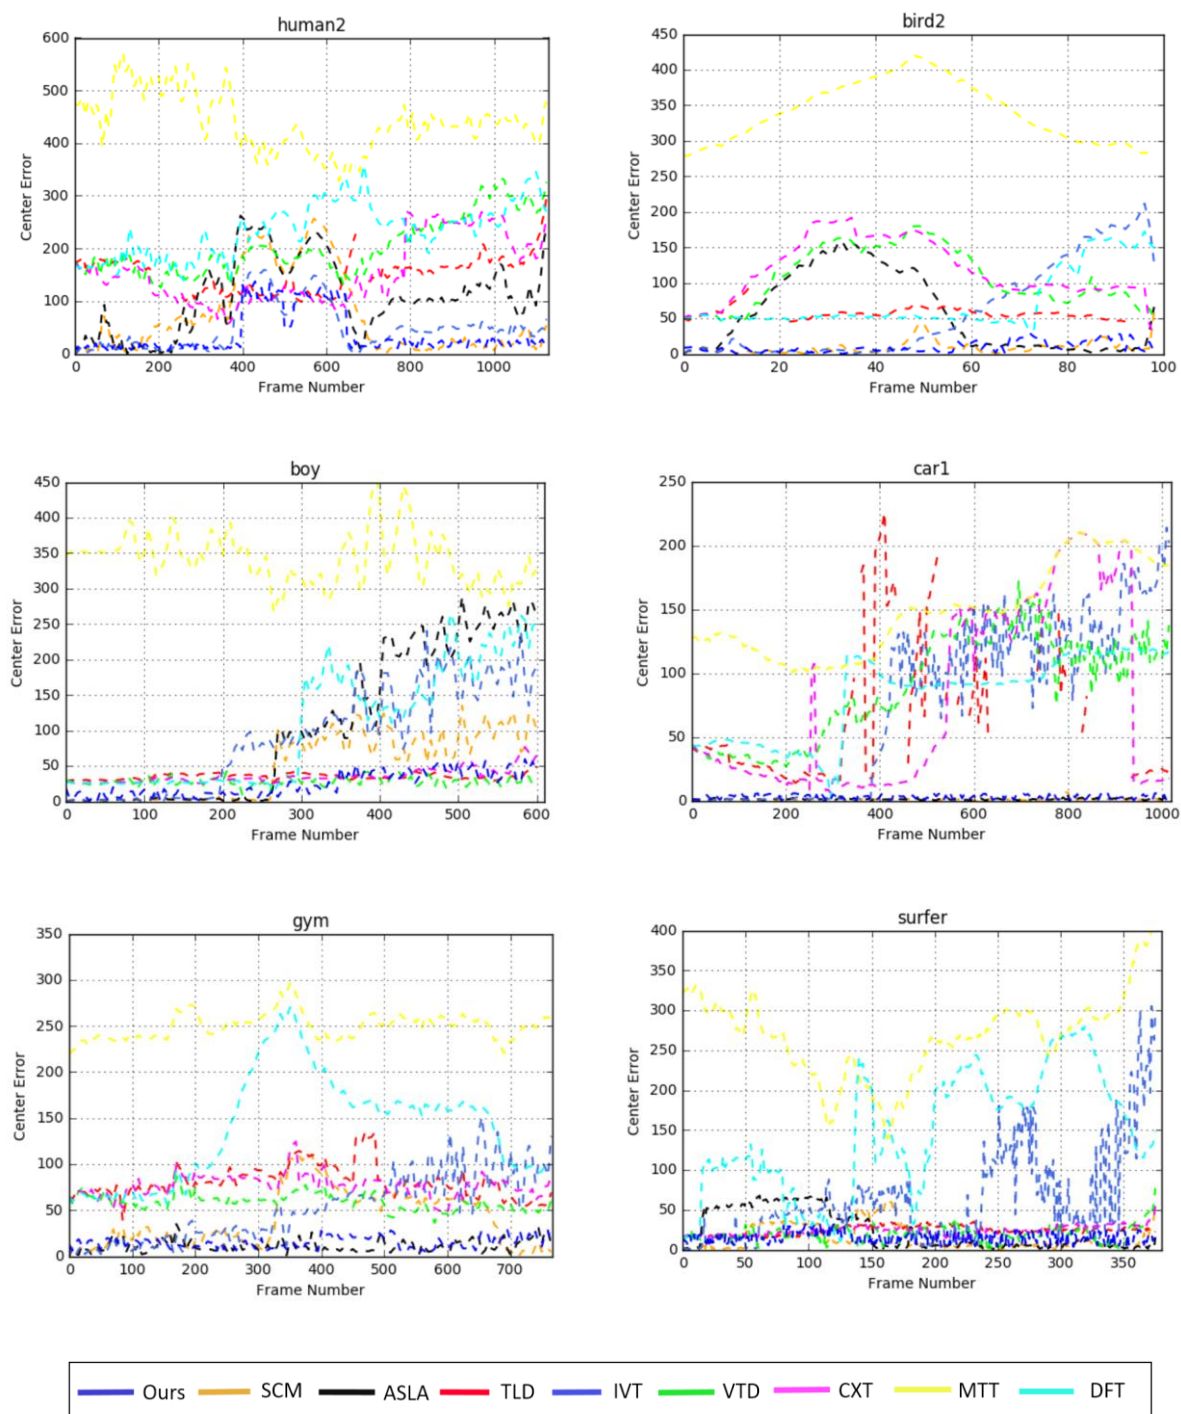 human2
600
500
400
300
200
100
0
Center Error
0 200 400 600 800 1000
Frame Number
bird2
450
400
350
300
250
200
150
100
50
0
Center Error
0 20 40 60 80 100
Frame Number
boy
450
400
350
300
250
200
150
100
50
0
Center Error
0 100 200 300 400 500 600
Frame Number
car1
250
200
150
100
50
0
Center Error
0 200 400 600 800 1000
Frame Number
gym
350
300
250
200
150
100
50
0
Center Error
0 100 200 300 400 500 600 700
Frame Number
surfer
400
350
300
250
200
150
100
50
0
Center Error
0 50 100 150 200 250 300 350
Frame Number
Ours SCM ASLA TLD IVT VTD CXT MTT DFT